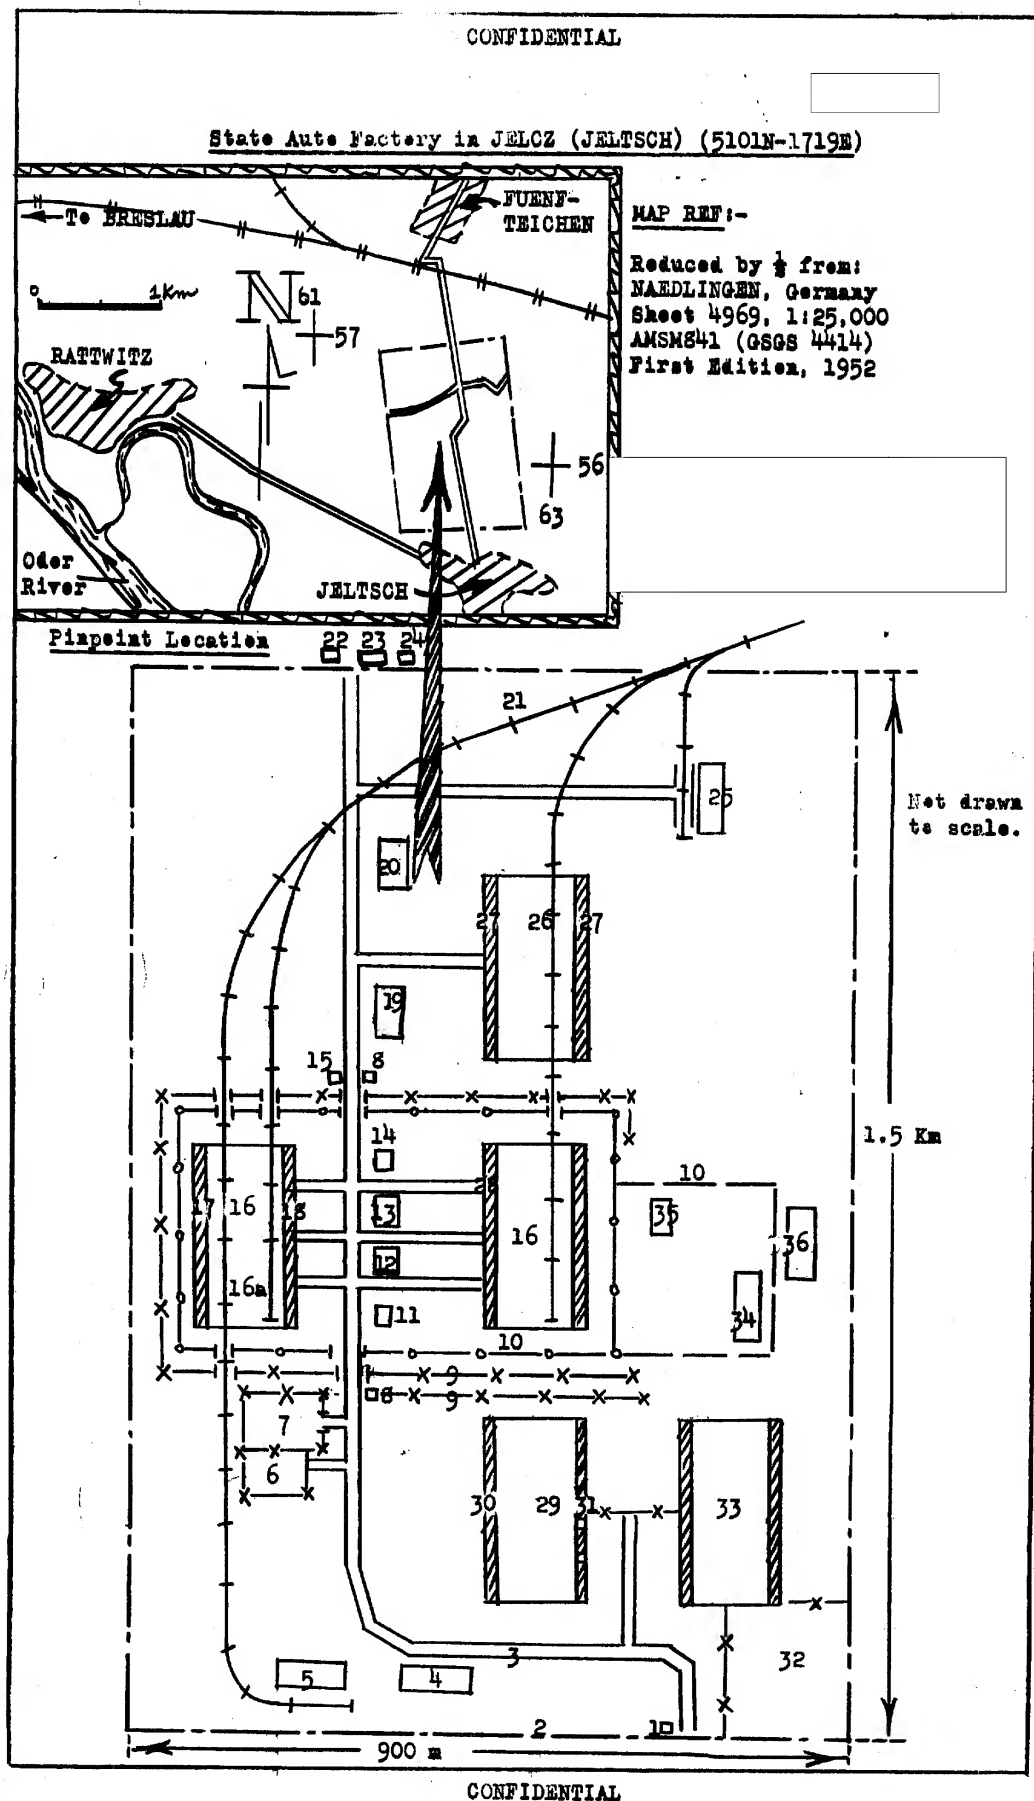 CONFIDENTIAL
State Auto Factory in JELCZ (JELTSCH) (5101N-1719E)
To BRESLAU
FUENF-
TEICHEN
MAP REF:-
Reduced by ½ from:
NAEDLINGEN, Germany
Sheet 4969, 1:25,000
AMSM841 (GSGS 4414)
First Edition, 1952
0 1Km
N
61
57
RATTWITZ
56
63
Oder
River
JELTSCH
Pinpoint Location
22 23 24
21
25
Not drawn
to scale.
20
27 26 27
19
15 8
14
1.5 Km
10
17 16 18
13
35
16
36
12
16a
11
34
10
9
8 9
7
6
30 29 31
33
3
32
5
4
2
1
900 m
CONFIDENTIAL